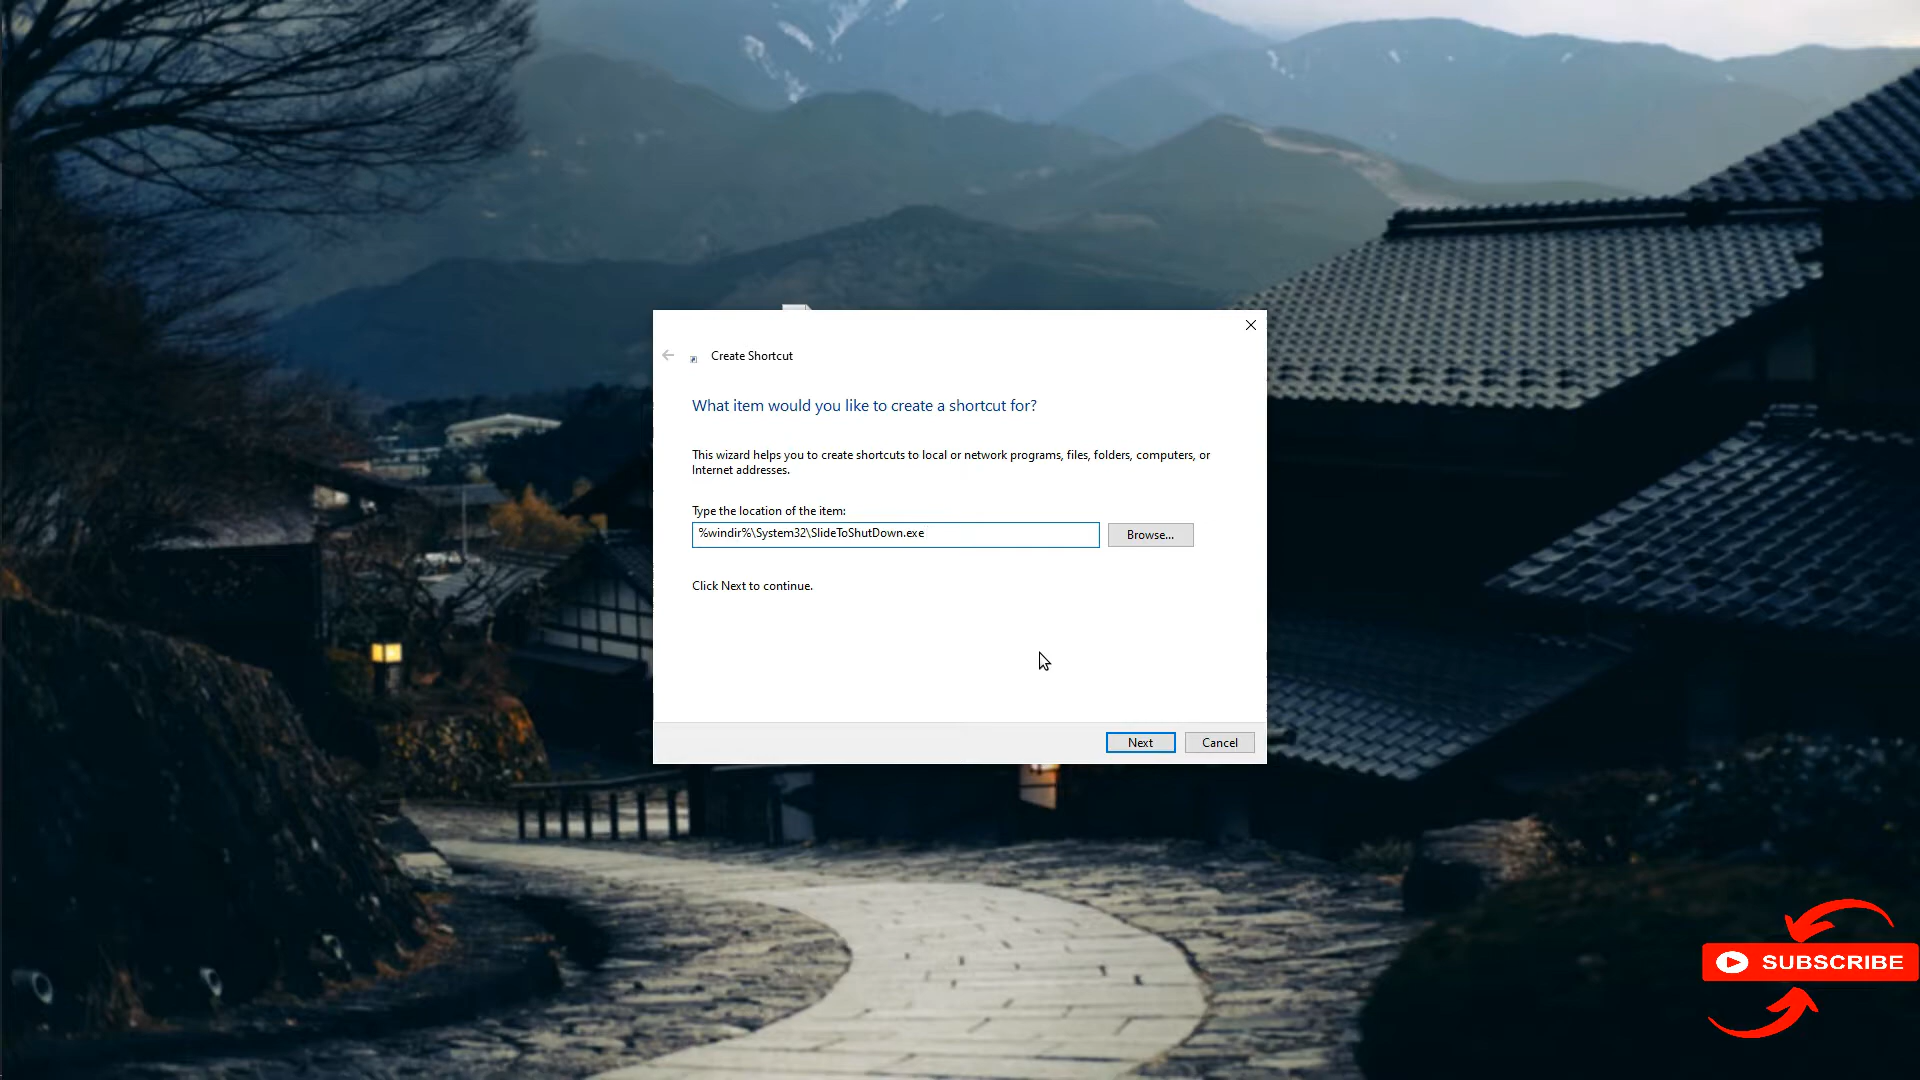 Create Shortcut
What item would you like to create a shortcut for?
This wizard helps you to create shortcuts to local or network programs, files, folders, computers, or
Internet addresses.
Type the location of the item:
%windir%\System32\SlideToShutDown.exe
Browse...
Click Next to continue.
Next
Cancel
SUBSCRIBE